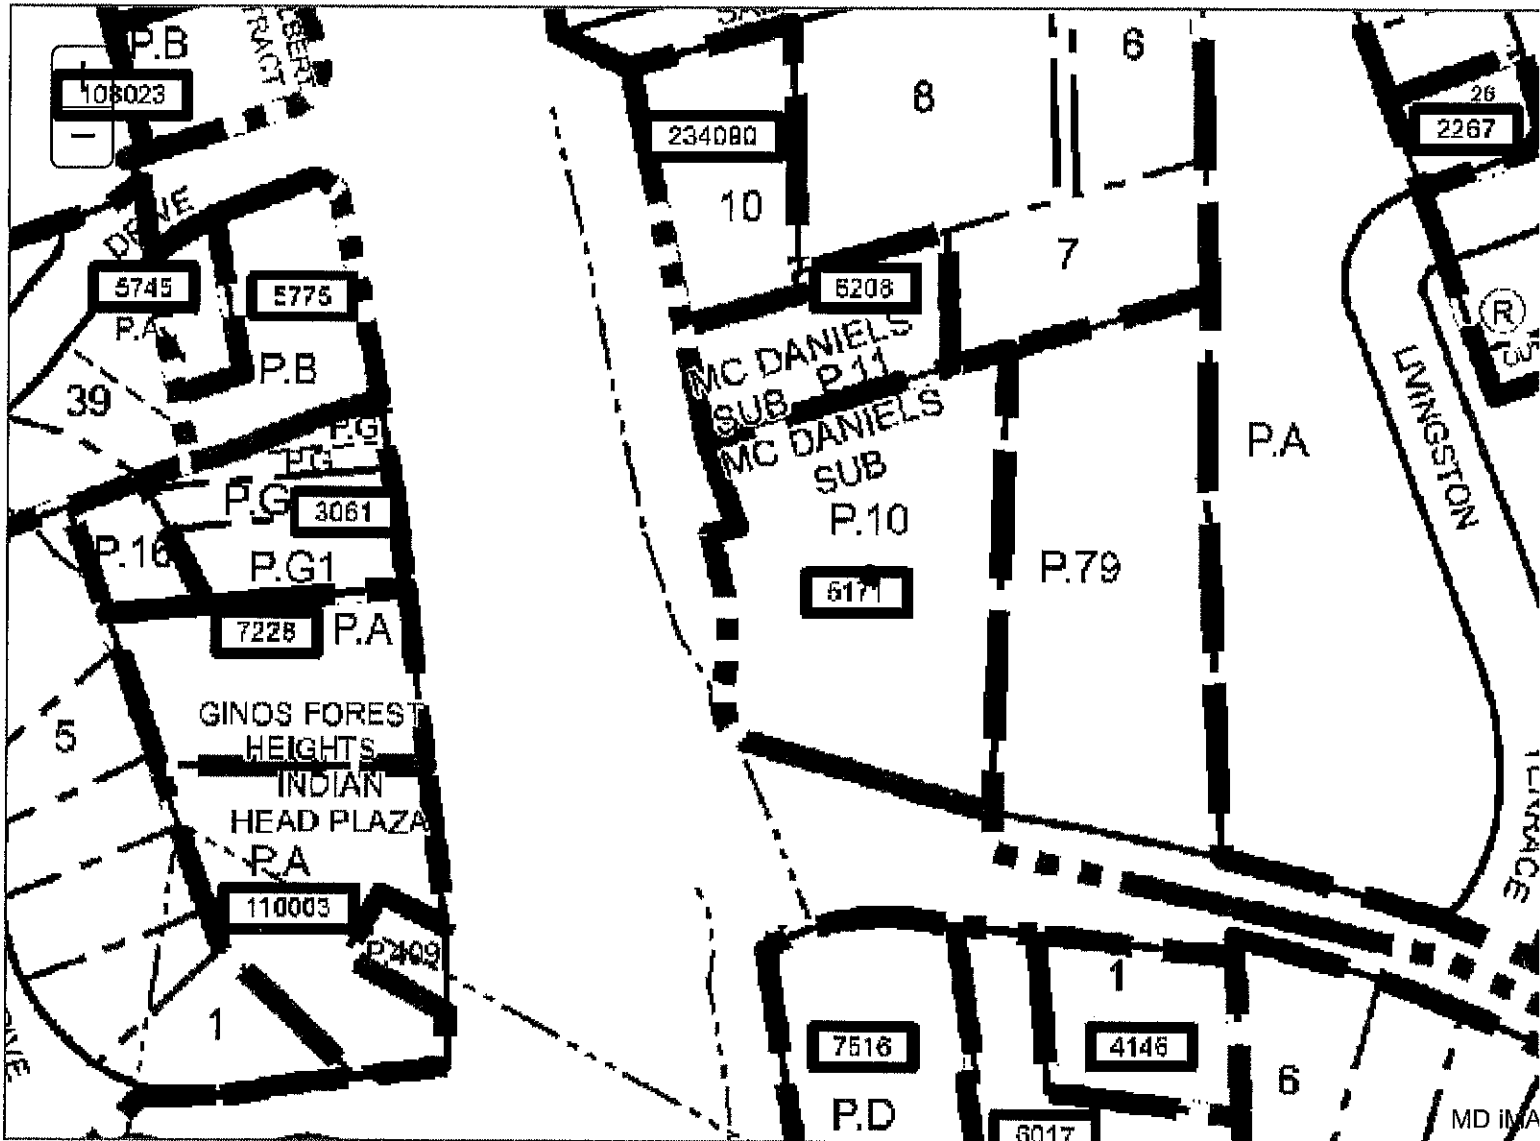 P.B
108023
234080
10
8
6
26
2267
7
DRIVE
5745
P.A
5775
P.B
39
6208
MC DANIELS
SUB P.11
MC DANIELS
SUB
P.10
P.79
P.A
LIVINGSTON
R
P.G
P.G
P.G
3061
P.16
P.G1
7228
P.A
5
GINOS FOREST
HEIGHTS
INDIAN
HEAD PLAZA
P.A
110003
P.409
1
TERRACE
7516
P.D
1
4146
6
6017
MD iMA